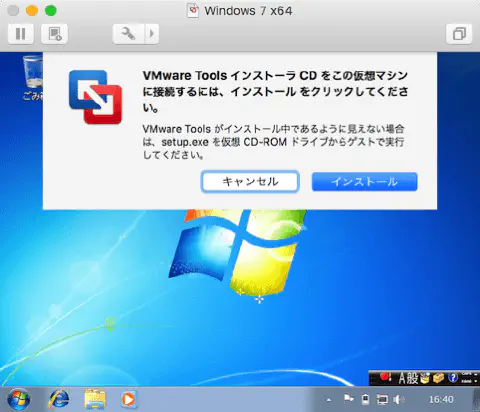 Windows 7 x64
VMware Tools インストーラ CD をこの仮想マシン
に接続するには、インストール をクリックしてくださ
い。
VMware Tools がインストール中であるように見えない場合
は、setup.exe を仮想 CD-ROM ドライブからゲストで実行
してください。
キャンセル
インストール
A 般
16:40